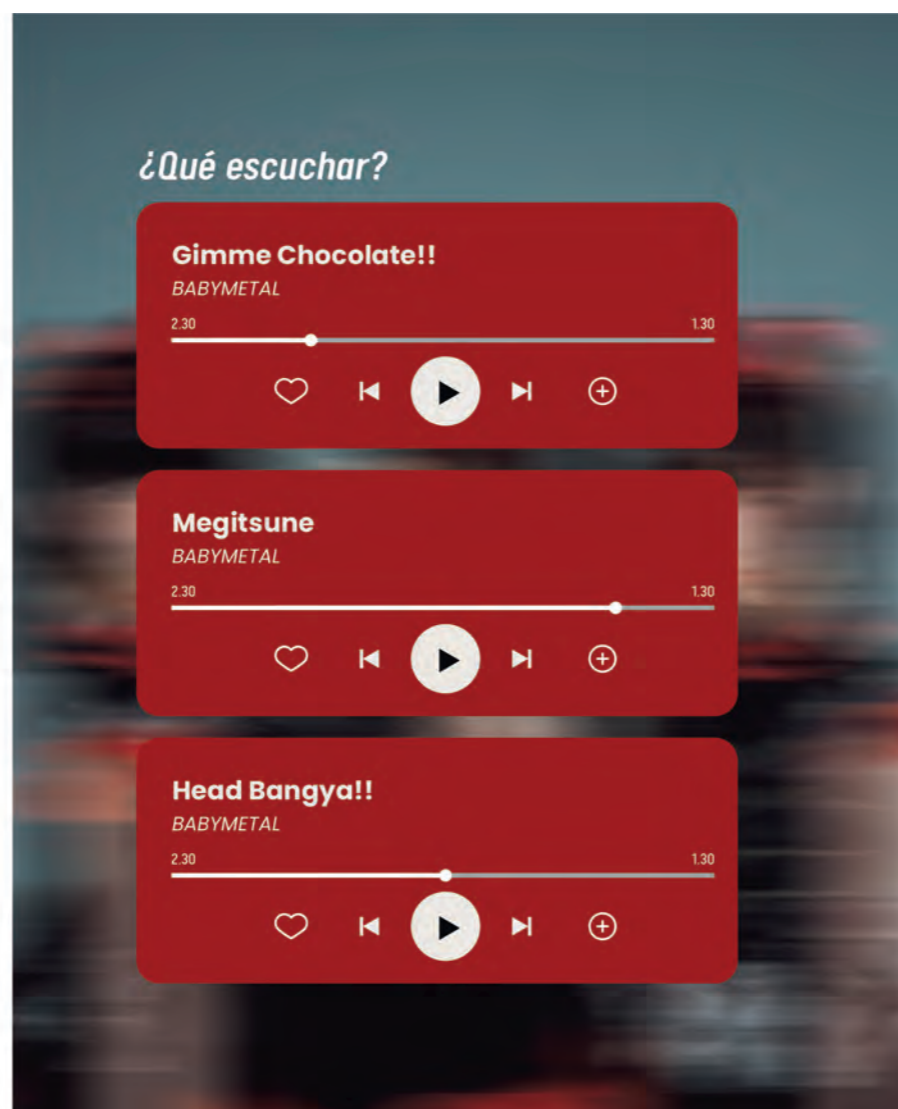 ¿Qué escuchar?
Gimme Chocolate!!
BABYMETAL
2.30 1.30
Megitsune
BABYMETAL
2.30 1.30
Head Bangya!!
BABYMETAL
2.30 1.30